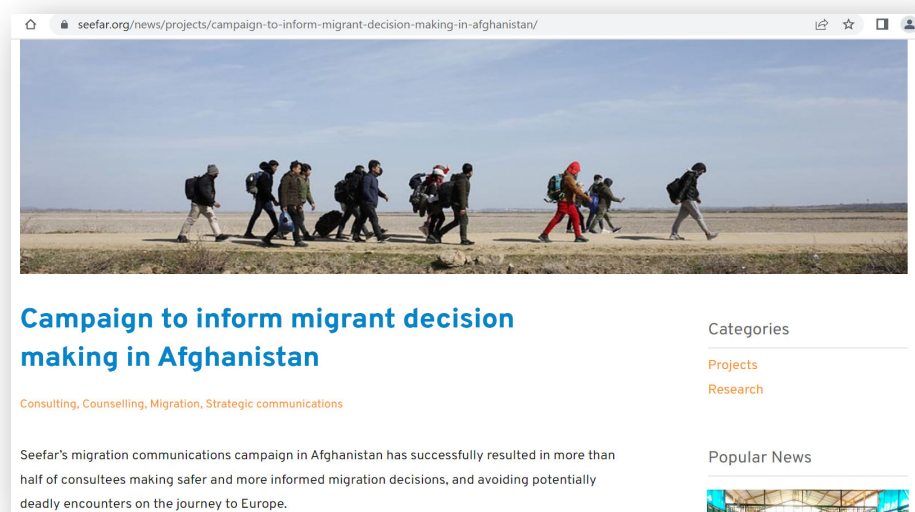 seefar.org/news/projects/campaign-to-inform-migrant-decision-making-in-afghanistan/
Campaign to inform migrant decision
making in Afghanistan
Consulting, Counselling, Migration, Strategic communications
Seefar's migration communications campaign in Afghanistan has successfully resulted in more than
half of consultees making safer and more informed migration decisions, and avoiding potentially
deadly encounters on the journey to Europe.
Categories
Projects
Research
Popular News